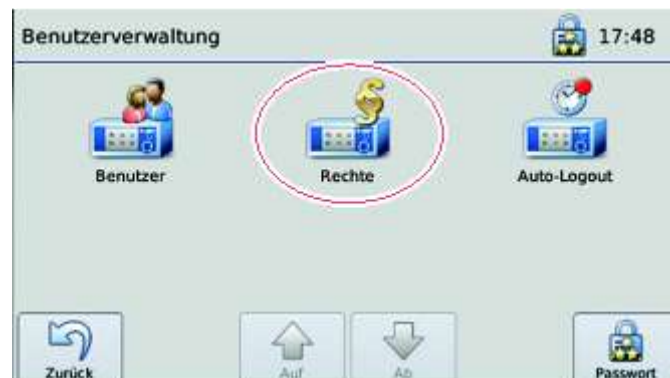 Benutzerverwaltung
17:48
Benutzer
Rechte
Auto-Logout
Zurück
Auf
Ab
Passwort